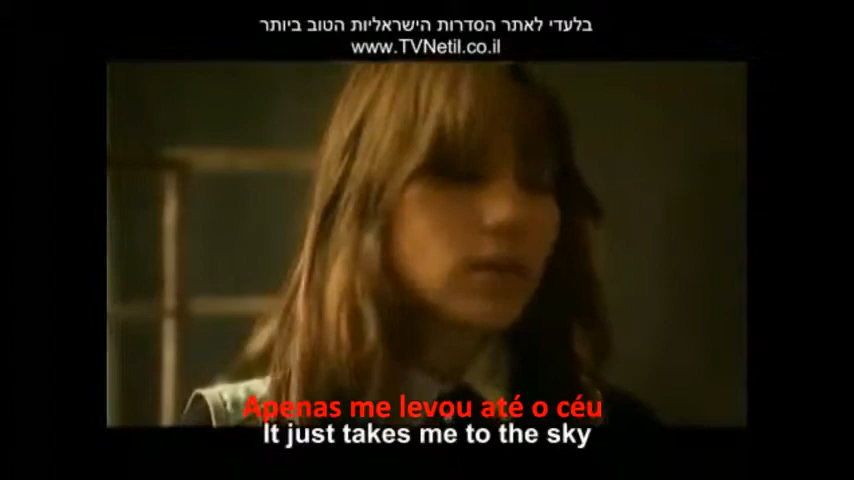 בלעדי לאתר הסדרות הישראליות הטוב ביותר
www.TVNetil.co.il
Apenas me levou até o céu
It just takes me to the sky